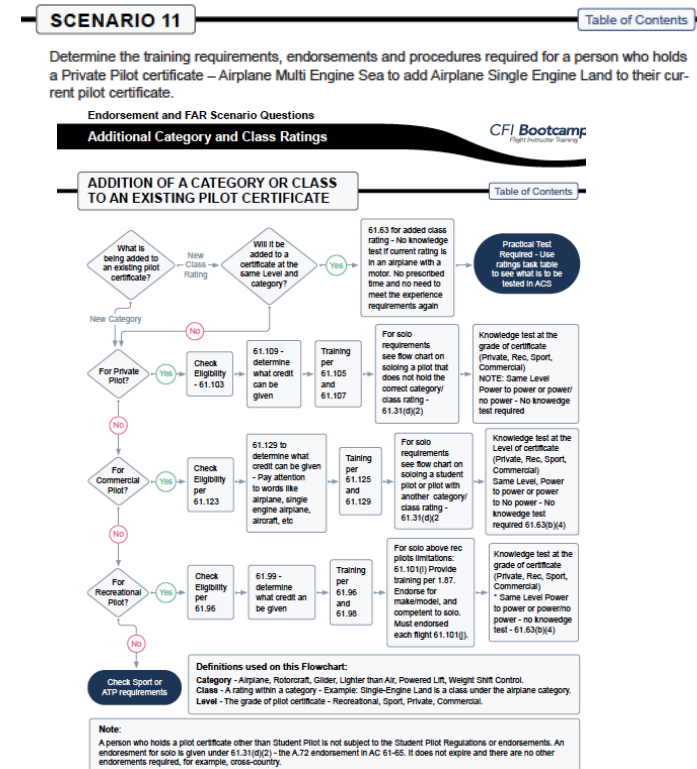 SCENARIO 11
Table of Contents
Determine the training requirements, endorsements and procedures required for a person who holds
a Private Pilot certificate – Airplane Multi Engine Sea to add Airplane Single Engine Land to their cur-
rent pilot certificate.
Endorsement and FAR Scenario Questions
Additional Category and Class Ratings
CFI Bootcamp
Flight Instructor Training
ADDITION OF A CATEGORY OR CLASS
TO AN EXISTING PILOT CERTIFICATE
Table of Contents
What is
being added to
an existing pilot
certificate?
New
Class
Rating
Will it be
added to a
certificate at the
same Level and
category?
Yes
61.63 for added class
rating - No knowledge
test if current rating is
in an airplane with a
motor. No prescribed
time and no need to
meet the experience
requirements again
Practical Test
Required - Use
ratings task table
to see what is to be
tested in ACS
New Category
No
For Private
Pilot?
Yes
Check
Eligibility
- 61.103
61.109 -
determine
what credit
can be
given
Training
per
61.105
and
61.107
For solo
requirements
see flow chart on
soloing a pilot that
does not hold the
correct category/
class rating -
61.31(d)(2)
Knowledge test at the
grade of certificate
(Private, Rec, Sport,
Commercial)
NOTE: Same Level
Power to power or power/
no power - No knowedge
test required
No
For
Commercial
Pilot?
Yes
Check
Eligibility
per
61.123
61.129 to
determine what
credit can be given
- Pay attention
to words like
airplane, single
engine airplane,
aircraft, etc
Taining
per
61.125
and
61.129
For solo
requirements
see flow chart on
soloing a student
pilot or pilot with
another category/
class rating -
61.31(d)(2
Knowledge test at the
Level of certificate
(Private, Rec, Sport,
Commercial)
Same Level, Power
to power or power
to No power - No
knowedge test
required 61.63(b)(4)
No
For
Recreational
Pilot?
Yes
Check
Eligibility
per
61.96
61.99 -
determine
what credit an
be given
Training
per
61.96
and
61.98
For solo above rec
pilots limitations:
61.101(l) Provide
training per 1.87.
Endorse for
make/model, and
competent to solo.
Must endorsed
each flight 61.101(j).
Knowledge test at the
grade of certificate
(Private, Rec, Sport,
Commercial)
* Same Level Power
to power or power/no
power - no knowedge
test - 61.63(b)(4)
No
Check Sport or
ATP requirements
Definitions used on this Flowchart:
Category - Airplane, Rotorcraft, Glider, Lighter than Air, Powered Lift, Weight Shift Control.
Class - A rating within a category - Example: Single-Engine Land is a class under the airplane category.
Level - The grade of pilot certificate - Recreational, Sport, Private, Commercial.
Note:
A person who holds a pilot certificate other than Student Pilot is not subject to the Student Pilot Regulations or endorsements. An
endoresment for solo is given under 61.31(d)(2) - the A.72 endorsement in AC 61-65. It does not expire and there are no other
endorements required, for example, cross-country.